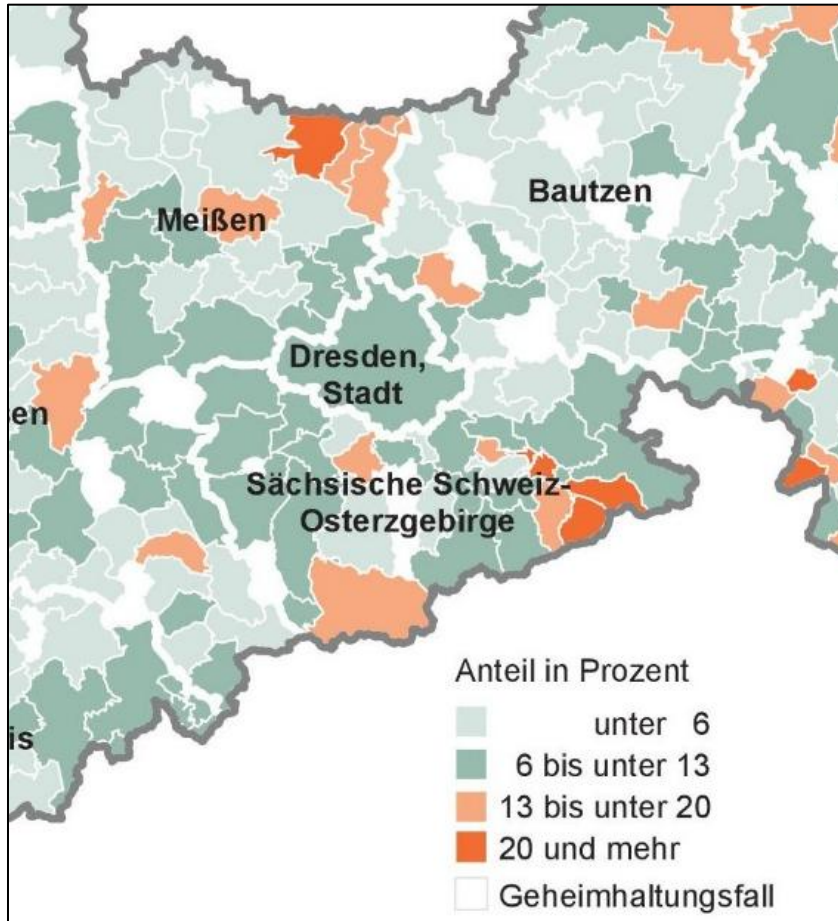 Bautzen
Meißen
Dresden,
Stadt
en
Sächsische Schweiz-
Osterzgebirge
is
Anteil in Prozent
unter 6
6 bis unter 13
13 bis unter 20
20 und mehr
Geheimhaltungsfall